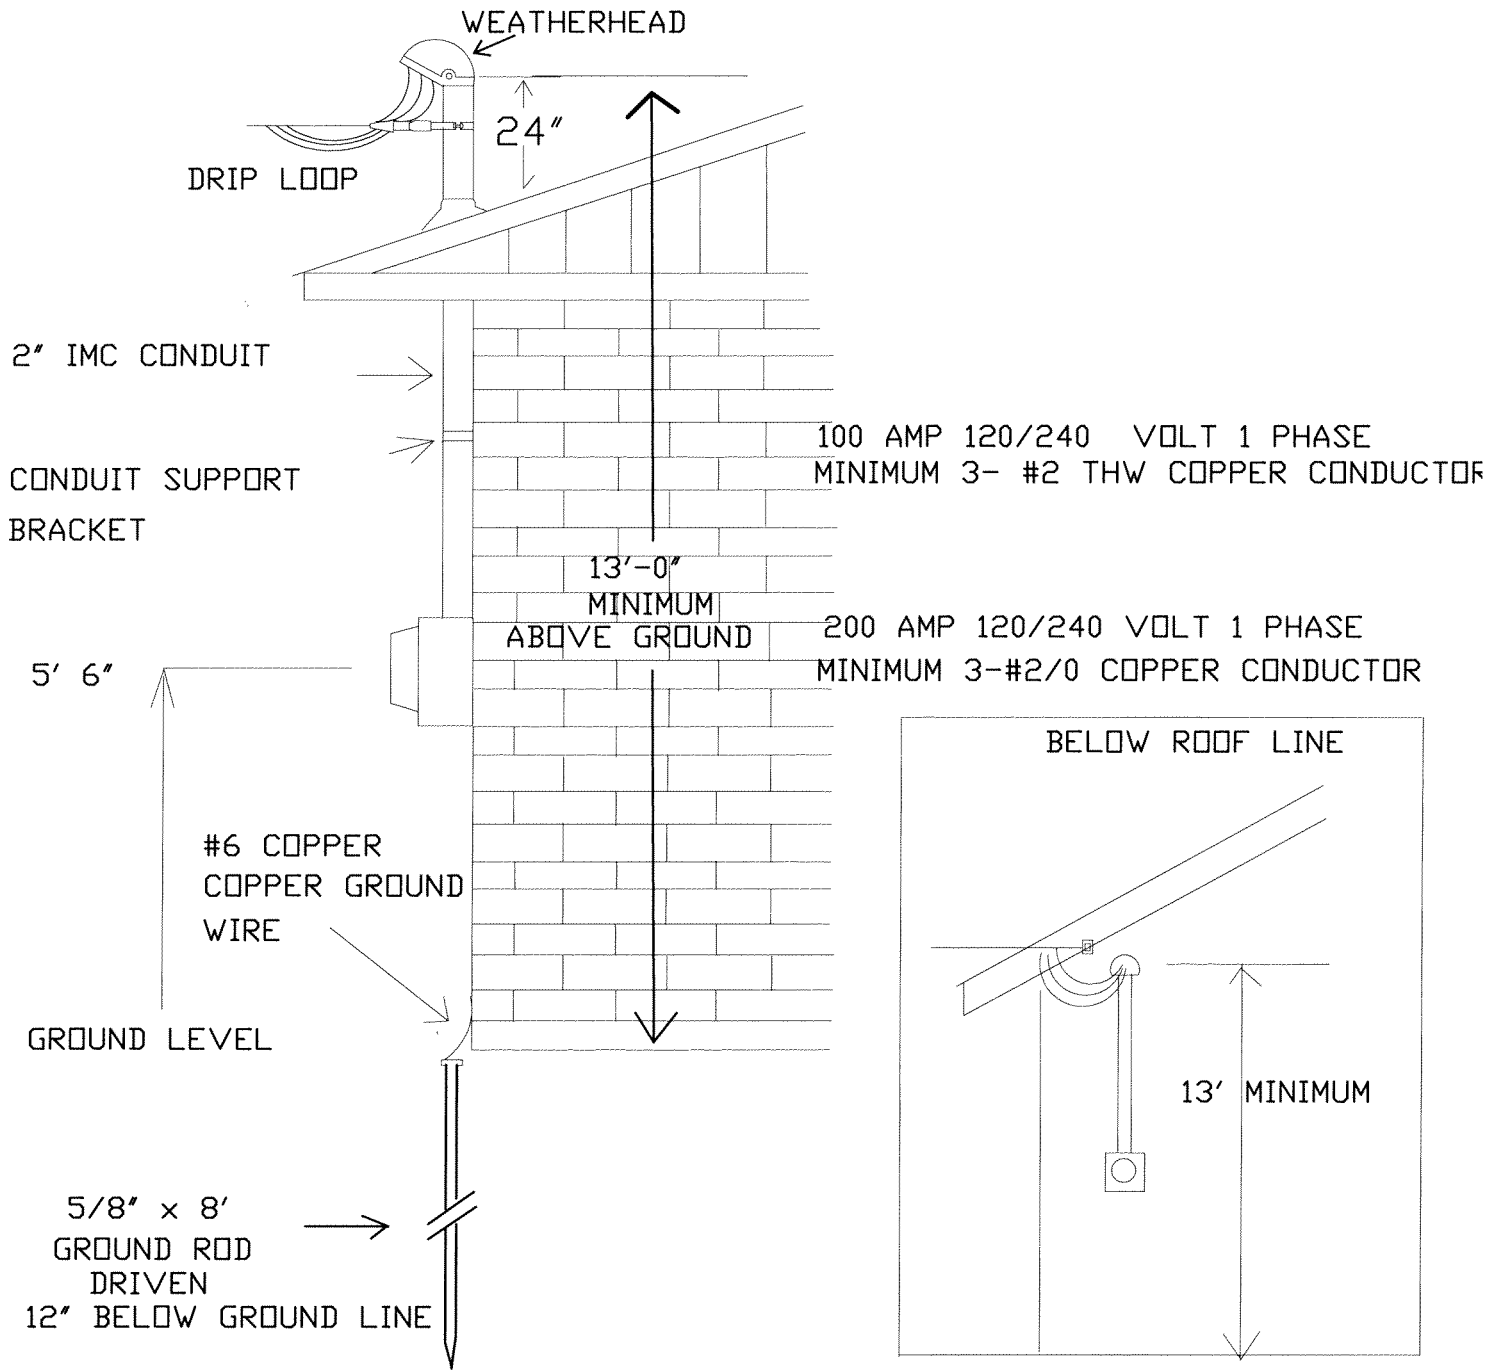 WEATHERHEAD
24"
DRIP LOOP
2" IMC CONDUIT
CONDUIT SUPPORT
BRACKET
100 AMP 120/240 VOLT 1 PHASE
MINIMUM 3- #2 THW COPPER CONDUCTOR
13'-0"
MINIMUM
ABOVE GROUND
200 AMP 120/240 VOLT 1 PHASE
MINIMUM 3-#2/0 COPPER CONDUCTOR
5' 6"
BELOW ROOF LINE
#6 COPPER
COPPER GROUND
WIRE
GROUND LEVEL
13' MINIMUM
5/8" x 8'
GROUND ROD
DRIVEN
12" BELOW GROUND LINE